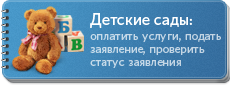 Детские сады:
оплатить услуги, подать
заявление, проверить
статус заявления
Б
В